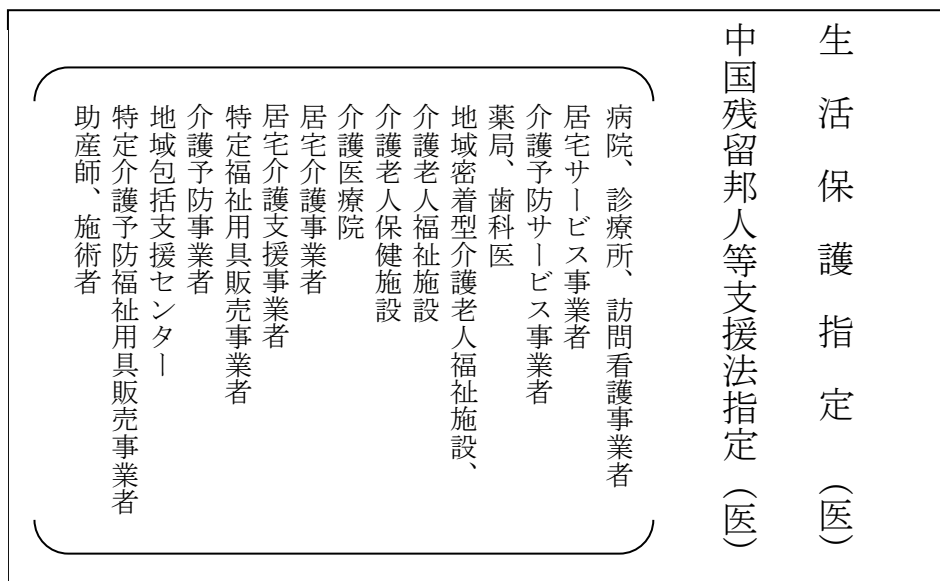 生活保護指定（医）
中国残留邦人等支援法指定（医）
病院、診療所、訪問看護事業者
居宅サービス事業者
介護予防サービス事業者
薬局、歯科医
地域密着型介護老人福祉施設、
介護老人福祉施設
介護老人保健施設
介護医療院
居宅介護事業者
居宅介護支援事業者
特定福祉用具販売事業者
介護予防事業者
地域包括支援センター
特定介護予防福祉用具販売事業者
助産師、施術者